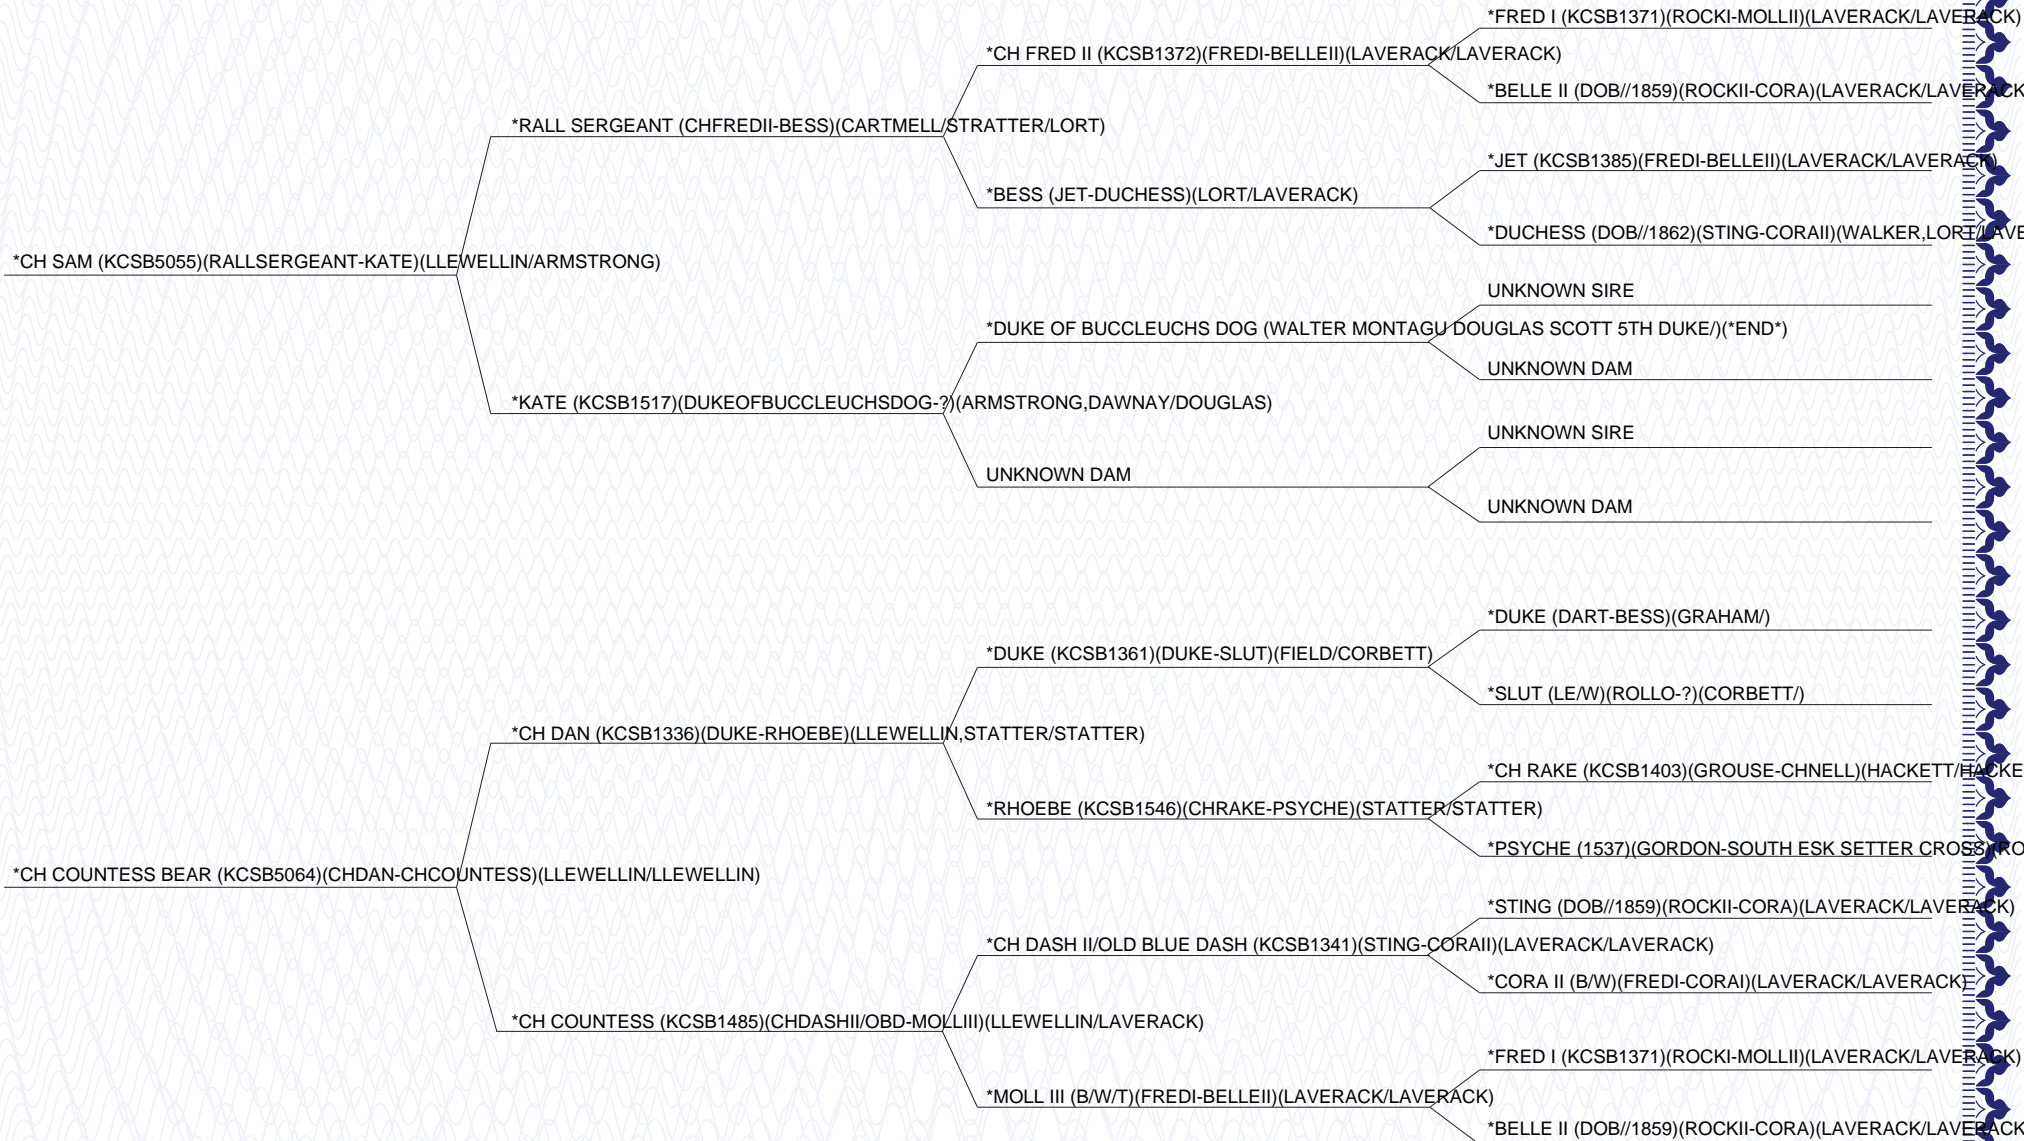 *FRED I (KCSB1371)(ROCKI-MOLLII)(LAVERACK/LAVERACK)
*CH FRED II (KCSB1372)(FREDI-BELLEII)(LAVERACK/LAVERACK)
*BELLE II (DOB//1859)(ROCKII-CORA)(LAVERACK/LAVERACK
*RALL SERGEANT (CHFREDII-BESS)(CARTMELL/STRATTER/LORT)
*JET (KCSB1385)(FREDI-BELLEII)(LAVERACK/LAVERACK)
*BESS (JET-DUCHESS)(LORT/LAVERACK)
*DUCHESS (DOB//1862)(STING-CORAII)(WALKER,LORT/LAVE
*CH SAM (KCSB5055)(RALLSERGEANT-KATE)(LLEWELLIN/ARMSTRONG)
UNKNOWN SIRE
*DUKE OF BUCCLEUCHS DOG (WALTER MONTAGU DOUGLAS SCOTT 5TH DUKE/)(*END*)
UNKNOWN DAM
*KATE (KCSB1517)(DUKEOFBUCCLEUCHSDOG-?)(ARMSTRONG,DAWNAY/DOUGLAS)
UNKNOWN SIRE
UNKNOWN DAM
UNKNOWN DAM
*DUKE (DART-BESS)(GRAHAM/)
*DUKE (KCSB1361)(DUKE-SLUT)(FIELD/CORBETT)
*SLUT (LE/W)(ROLLO-?)(CORBETT/)
*CH DAN (KCSB1336)(DUKE-RHOEBE)(LLEWELLIN,STATTER/STATTER)
*CH RAKE (KCSB1403)(GROUSE-CHNELL)(HACKETT/HACKE
*RHOEBE (KCSB1546)(CHRAKE-PSYCHE)(STATTER/STATTER)
*PSYCHE (1537)(GORDON-SOUTH ESK SETTER CROSS)(RO
*CH COUNTESS BEAR (KCSB5064)(CHDAN-CHCOUNTESS)(LLEWELLIN/LLEWELLIN)
*STING (DOB//1859)(ROCKII-CORA)(LAVERACK/LAVERACK)
*CH DASH II/OLD BLUE DASH (KCSB1341)(STING-CORAII)(LAVERACK/LAVERACK)
*CORA II (B/W)(FREDI-CORAI)(LAVERACK/LAVERACK)
*CH COUNTESS (KCSB1485)(CHDASHII/OBD-MOLLIII)(LLEWELLIN/LAVERACK)
*FRED I (KCSB1371)(ROCKI-MOLLII)(LAVERACK/LAVERACK)
*MOLL III (B/W/T)(FREDI-BELLEII)(LAVERACK/LAVERACK)
*BELLE II (DOB//1859)(ROCKII-CORA)(LAVERACK/LAVERACK